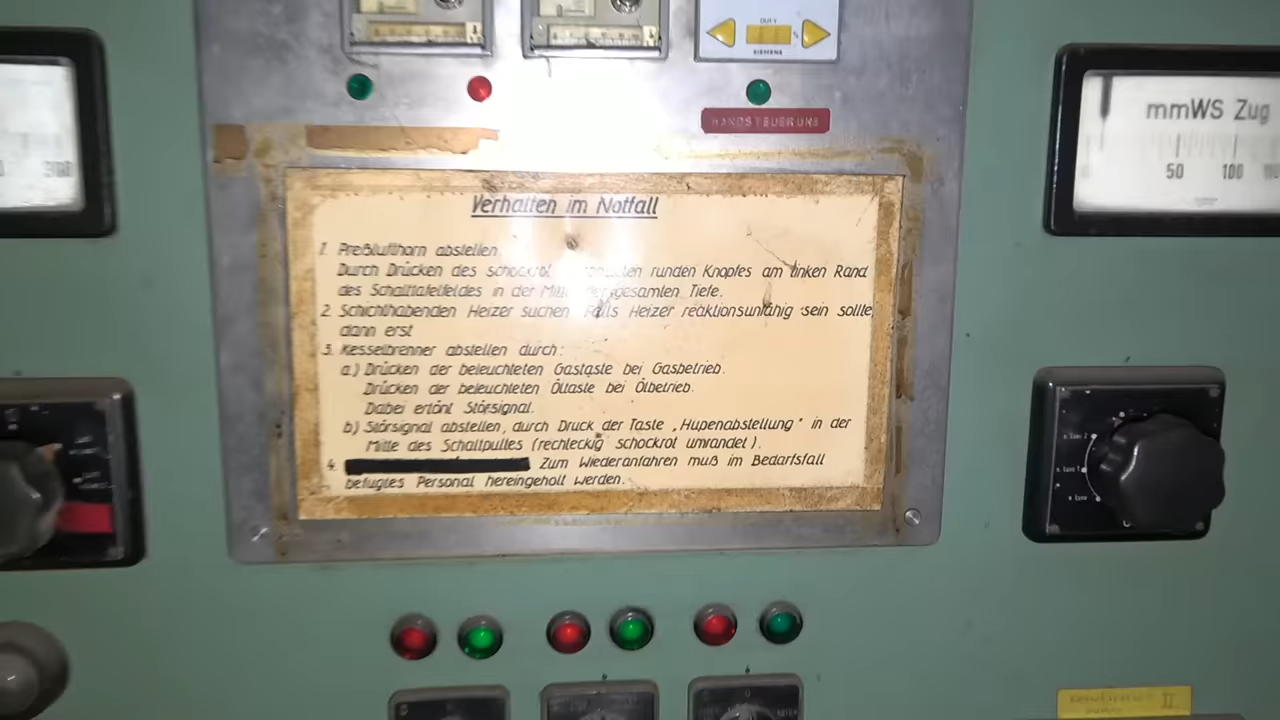 OUT-Y
%
SIEMENS
HANDSTEUERUNG
mmWS Zug
50 100
Verhalten im Notfall
1. Preßlufthorn abstellen
Durch Drücken des schockrot runden Knopfes am linken Rand
des Schalttafelfeldes in der Mitte der gesamten Tiefe.
2. Schichthabenden Heizer suchen. Falls Heizer reaktionsunfähig sein sollte,
dann erst
3. Kesselbrenner abstellen durch:
a.) Drücken der beleuchteten Gastaste bei Gasbetrieb.
Drücken der beleuchteten Öltaste bei Ölbetrieb.
Dabei ertönt Störsignal.
b) Störsignal abstellen, durch Druck der Taste „Hupenabstellung" in der
Mitte des Schaltpultes (rechteckig schockrot umrandet).
4. Zum Wiederanfahren muß im Bedarfsfall
befugtes Personal hereingeholt werden.
II